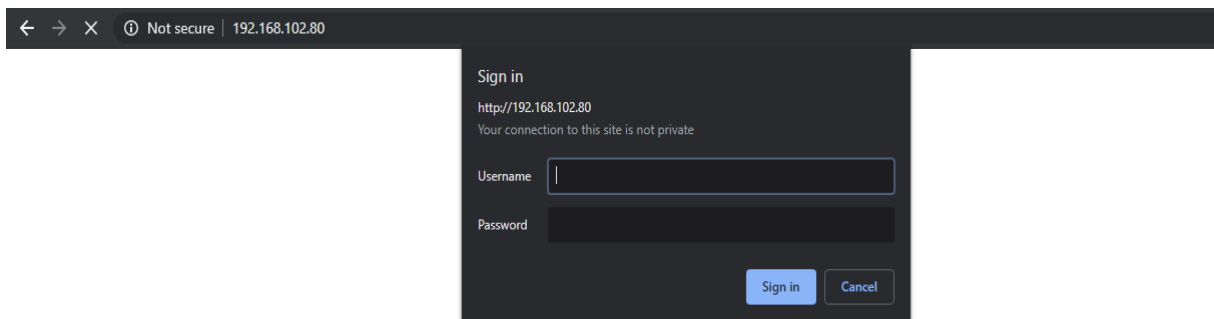 Not secure | 192.168.102.80
Sign in
http://192.168.102.80
Your connection to this site is not private
Username
Password
Sign in Cancel